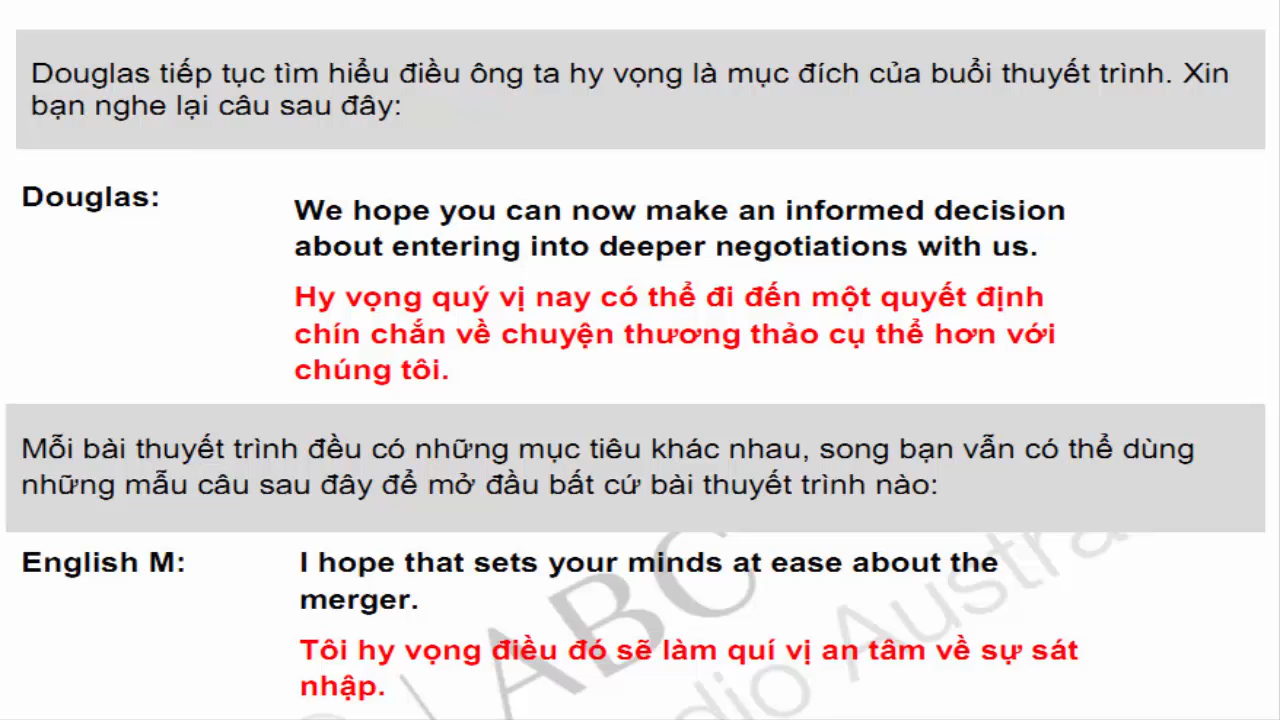 Douglas tiếp tục tìm hiểu điều ông ta hy vọng là mục đích của buổi thuyết trình. Xin
bạn nghe lại câu sau đây:
Douglas:
We hope you can now make an informed decision
about entering into deeper negotiations with us.
Hy vọng quý vị nay có thể đi đến một quyết định
chín chắn về chuyện thương thảo cụ thể hơn với
chúng tôi.
Mỗi bài thuyết trình đều có những mục tiêu khác nhau, song bạn vẫn có thể dùng
những mẫu câu sau đây để mở đầu bất cứ bài thuyết trình nào:
English M:
I hope that sets your minds at ease about the
merger.
Tôi hy vọng điều đó sẽ làm quí vị an tâm về sự sát
nhập.
ABC